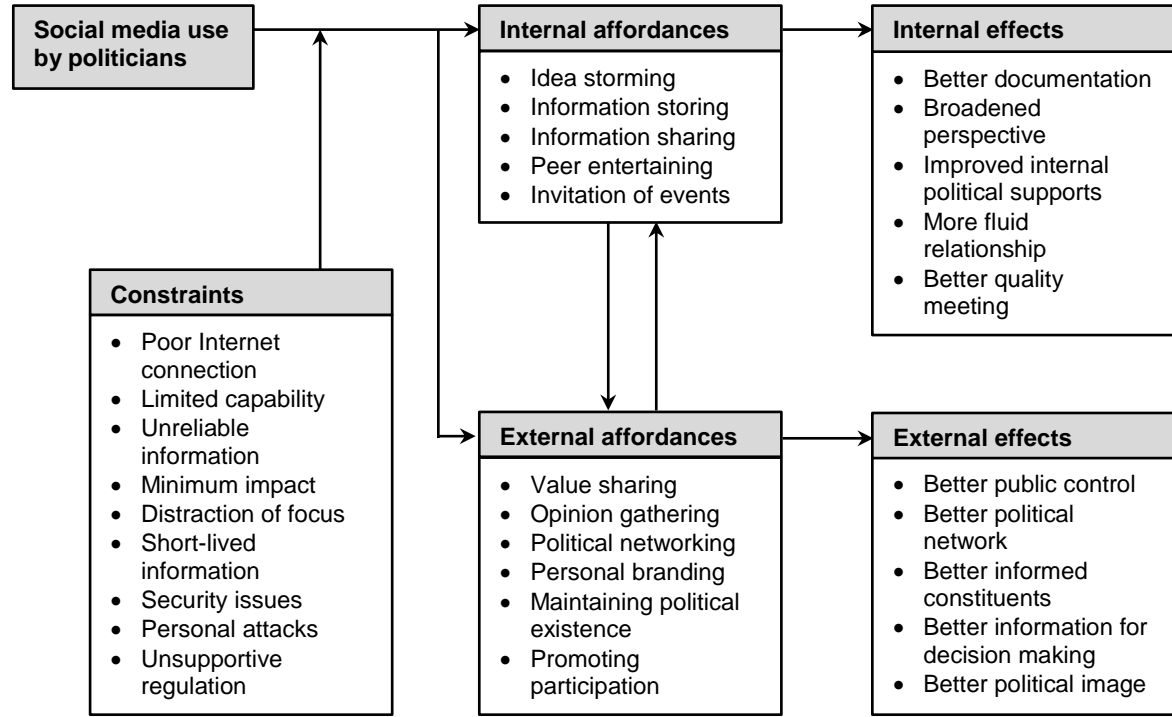 Social media use
by politicians
Internal affordances
• Idea storming
• Information storing
• Information sharing
• Peer entertaining
• Invitation of events
Internal effects
• Better documentation
• Broadened
perspective
• Improved internal
political supports
• More fluid
relationship
• Better quality
meeting
Constraints
• Poor Internet
connection
• Limited capability
• Unreliable
information
• Minimum impact
• Distraction of focus
• Short-lived
information
• Security issues
• Personal attacks
• Unsupportive
regulation
External affordances
• Value sharing
• Opinion gathering
• Political networking
• Personal branding
• Maintaining political
existence
• Promoting
participation
External effects
• Better public control
• Better political
network
• Better informed
constituents
• Better information for
decision making
• Better political image